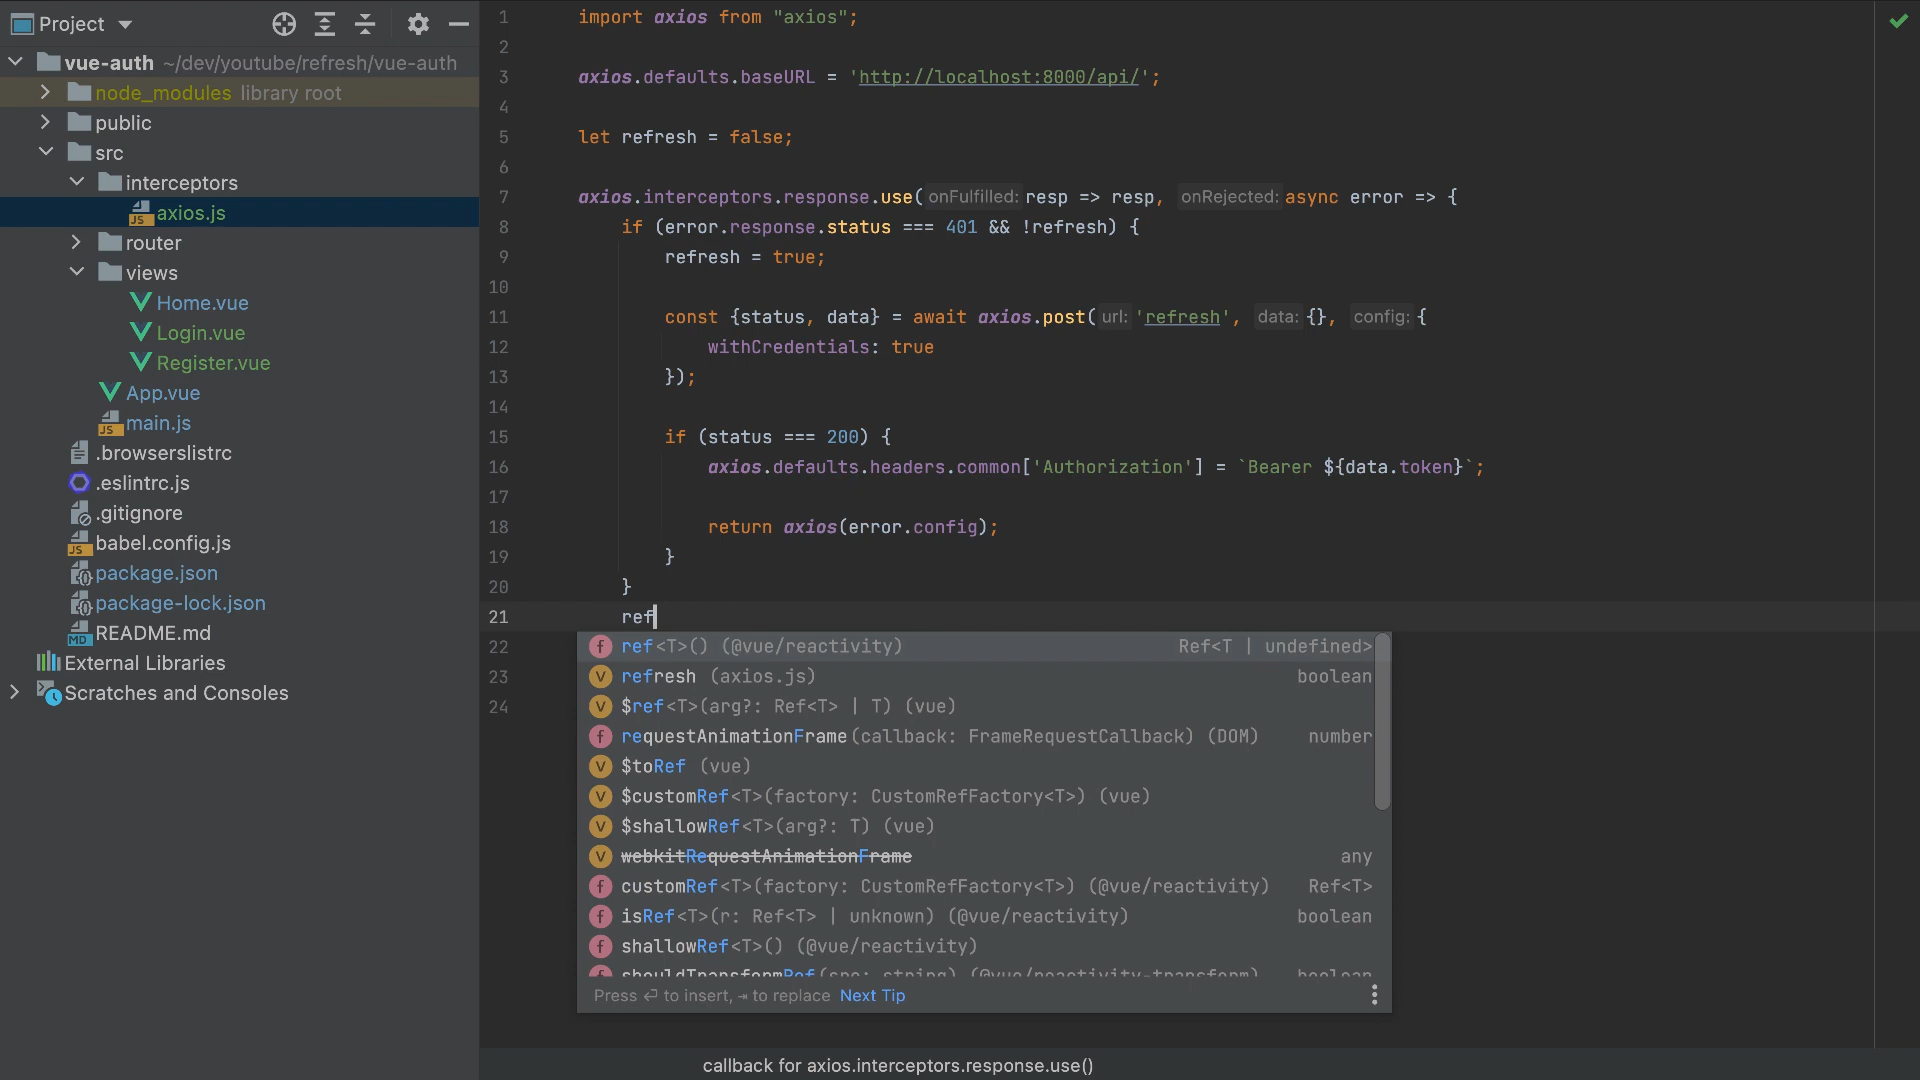 Project
vue-auth ~/dev/youtube/refresh/vue-auth
node_modules library root
public
src
interceptors
axios.js
router
views
Home.vue
Login.vue
Register.vue
App.vue
main.js
.browserslistrc
.eslintrc.js
.gitignore
babel.config.js
package.json
package-lock.json
README.md
External Libraries
Scratches and Consoles
1 import axios from "axios";
2
3 axios.defaults.baseURL = 'http://localhost:8000/api/';
4
5 let refresh = false;
6
7 axios.interceptors.response.use( onFulfilled: resp => resp, onRejected: async error => {
8 if (error.response.status === 401 && !refresh) {
9 refresh = true;
10
11 const {status, data} = await axios.post( url: 'refresh', data: {}, config: {
12 withCredentials: true
13 });
14
15 if (status === 200) {
16 axios.defaults.headers.common['Authorization'] = `Bearer ${data.token}`;
17
18 return axios(error.config);
19 }
20 }
21 ref
22
23
24
ref<T>() (@vue/reactivity) Ref<T | undefined>
refresh (axios.js) boolean
$ref<T>(arg?: Ref<T> | T) (vue)
requestAnimationFrame(callback: FrameRequestCallback) (DOM) number
$toRef (vue)
$customRef<T>(factory: CustomRefFactory<T>) (vue)
$shallowRef<T>(arg?: T) (vue)
webkitRequestAnimationFrame any
customRef<T>(factory: CustomRefFactory<T>) (@vue/reactivity) Ref<T>
isRef<T>(r: Ref<T> | unknown) (@vue/reactivity) boolean
shallowRef<T>() (@vue/reactivity)
shouldTransformRef(src: string) (@vue/reactivity-transform) boolean
Press ↵ to insert, ⇥ to replace Next Tip
callback for axios.interceptors.response.use()